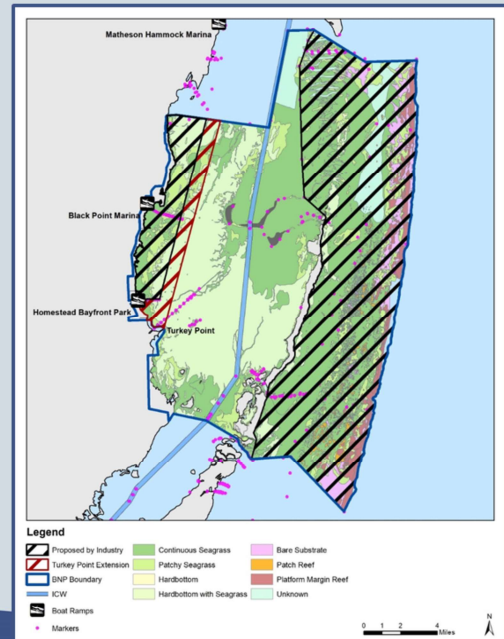 Matheson Hammock Marina
Black Point Marina
Homestead Bayfront Park
Turkey Point
Legend
Proposed by Industry
Turkey Point Extension
BNP Boundary
ICW
Boat Ramps
Markers
Continuous Seagrass
Patchy Seagrass
Hardbottom
Hardbottom with Seagrass
Bare Substrate
Patch Reef
Platform Margin Reef
Unknown
0 1 2 4
Miles
N